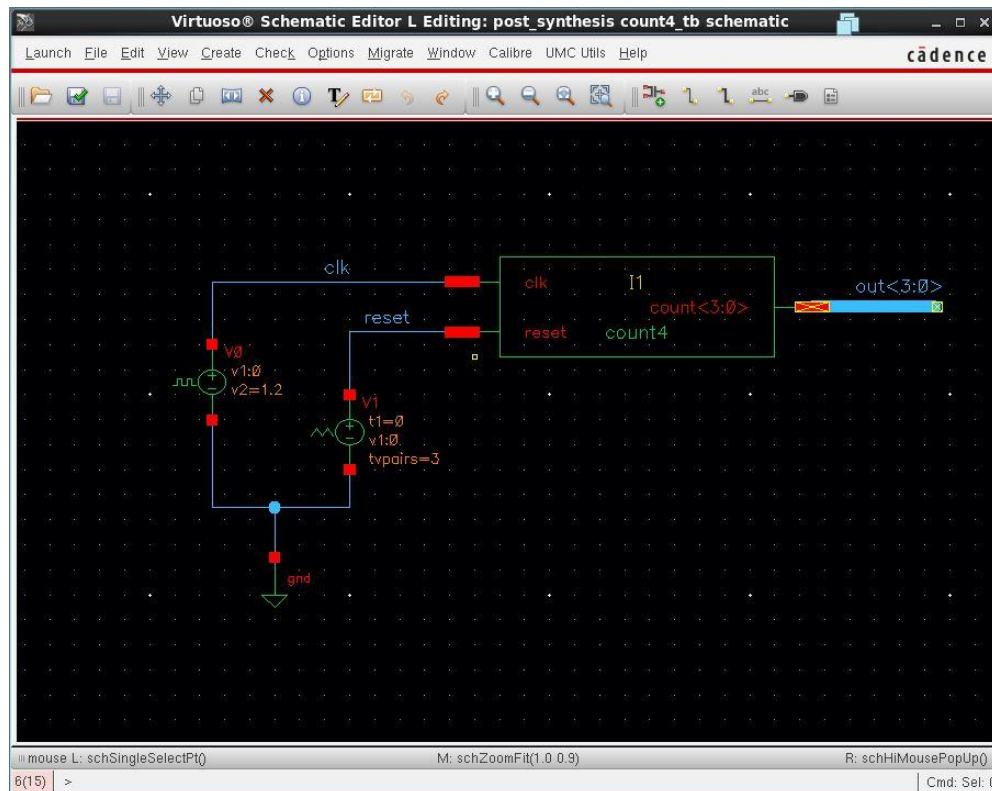 Virtuoso® Schematic Editor L Editing: post_synthesis count4_tb schematic
Launch File Edit View Create Check Options Migrate Window Calibre UMC Utils Help
cādence
abc
clk
clk
I1
out<3:0>
count<3:0>
reset
reset
count4
V0
v1:0
v2=1.2
V1
t1=0
v1:0
tvpairs=3
gnd
mouse L: schSingleSelectPt()
M: schZoomFit(1.0 0.9)
R: schHiMousePopUp()
6(15) >
Cmd: Sel: 0